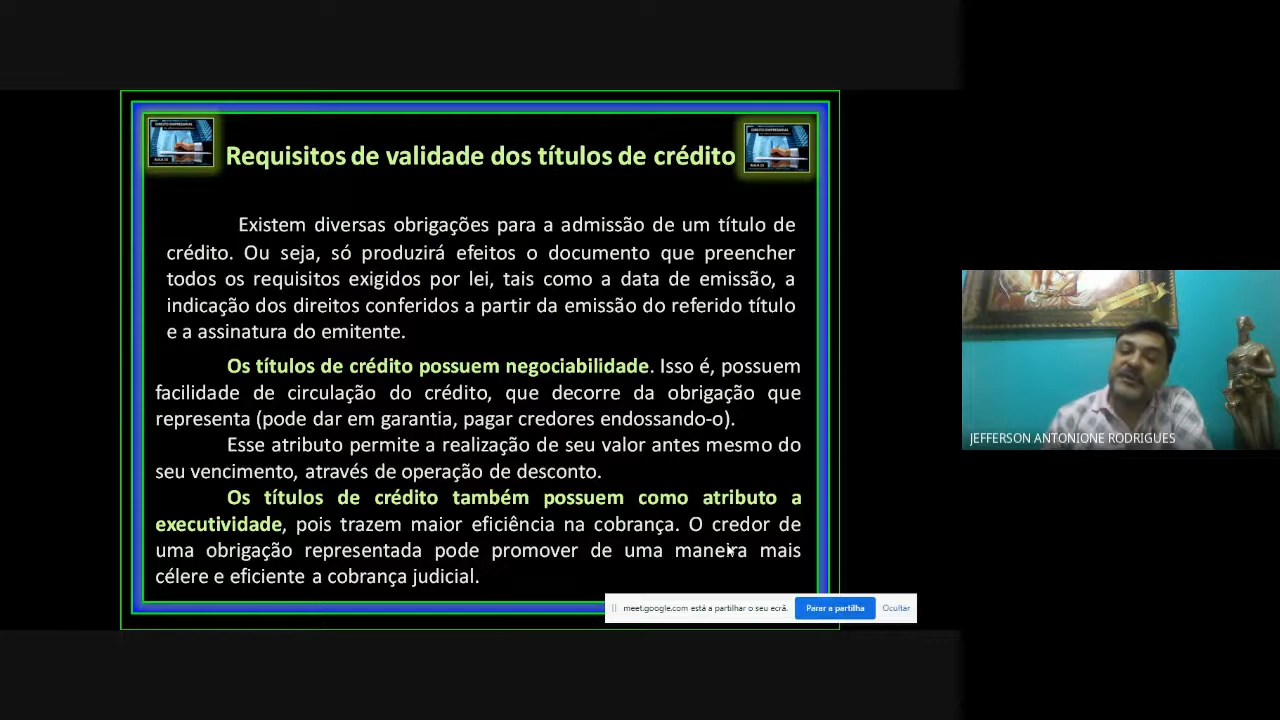 DIREITO EMPRESARIAL
DIREITO EMPRESARIAL
Requisitos de validade dos títulos de crédito
Existem diversas obrigações para a admissão de um título de
crédito. Ou seja, só produzirá efeitos o documento que preencher
todos os requisitos exigidos por lei, tais como a data de emissão, a
indicação dos direitos conferidos a partir da emissão do referido título
e a assinatura do emitente.
Os títulos de crédito possuem negociabilidade. Isso é, possuem
facilidade de circulação do crédito, que decorre da obrigação que
representa (pode dar em garantia, pagar credores endossando-o).
Esse atributo permite a realização de seu valor antes mesmo do
seu vencimento, através de operação de desconto.
Os títulos de crédito também possuem como atributo a
executividade, pois trazem maior eficiência na cobrança. O credor de
uma obrigação representada pode promover de uma maneira mais
célere e eficiente a cobrança judicial.
meet.google.com está a partilhar o seu ecrã. Parar a partilha Ocultar
JEFFERSON ANTONIONE RODRIGUES